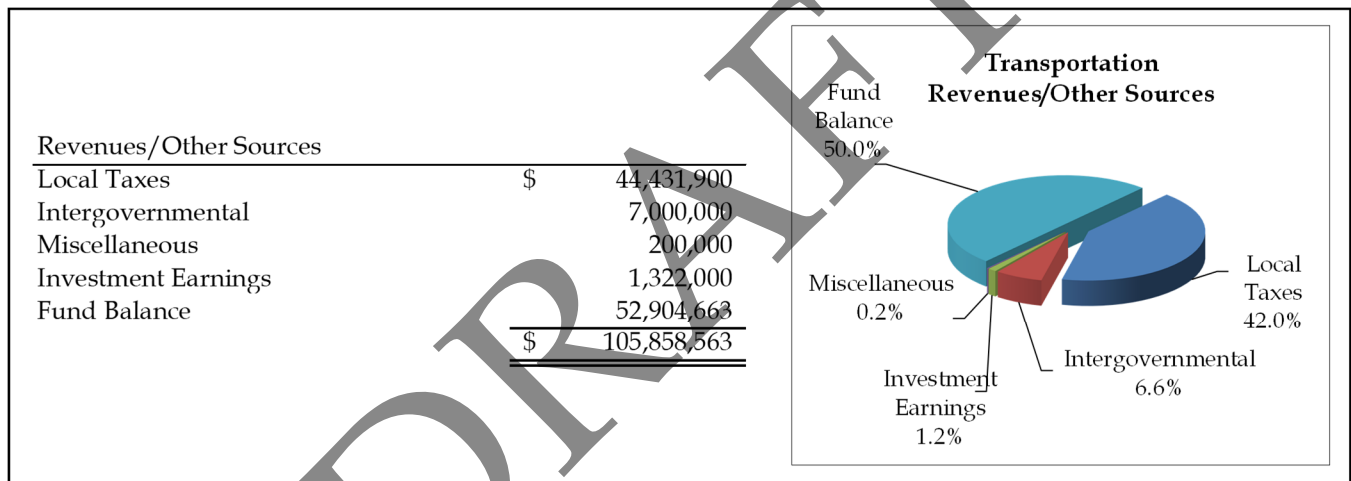 Revenues/Other Sources
Local Taxes $ 44,431,900
Intergovernmental 7,000,000
Miscellaneous 200,000
Investment Earnings 1,322,000
Fund Balance 52,904,663
$ 105,858,563
Transportation
Revenues/Other Sources
Fund
Balance
50.0%
Local
Taxes
42.0%
Miscellaneous
0.2%
Intergovernmental
6.6%
Investment
Earnings
1.2%
DRAFT